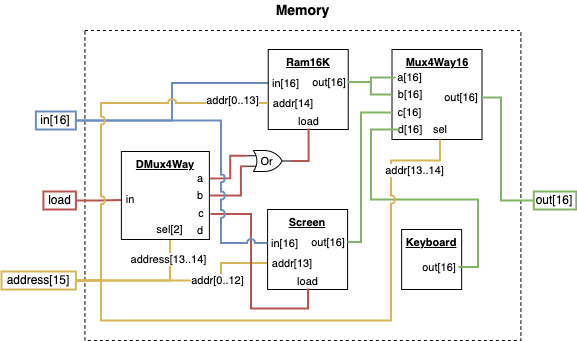 Memory
Ram16K
in[16]
out[16]
addr[0..13]
addr[14]
load
Mux4Way16
a[16]
b[16]
out[16]
c[16]
d[16]
sel
addr[13..14]
in[16]
DMux4Way
a
Or
b
in
c
sel[2]
d
load
out[16]
Screen
in[16]
out[16]
addr[13]
load
Keyboard
out[16]
address[13..14]
address[15]
addr[0..12]